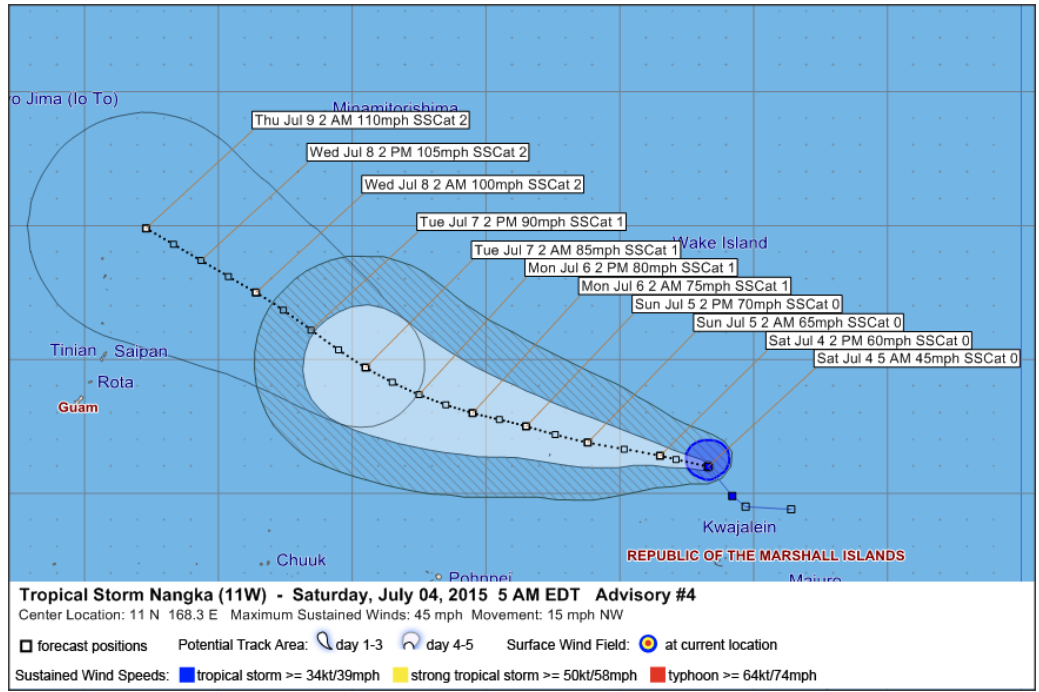 o Jima (Io To)
Minamitorishima
Thu Jul 9 2 AM 110mph SSCat 2
Wed Jul 8 2 PM 105mph SSCat 2
Wed Jul 8 2 AM 100mph SSCat 2
Tue Jul 7 2 PM 90mph SSCat 1
Wake Island
Tue Jul 7 2 AM 85mph SSCat 1
Mon Jul 6 2 PM 80mph SSCat 1
Mon Jul 6 2 AM 75mph SSCat 1
Sun Jul 5 2 PM 70mph SSCat 0
Sun Jul 5 2 AM 65mph SSCat 0
Sat Jul 4 2 PM 60mph SSCat 0
Sat Jul 4 5 AM 45mph SSCat 0
Tinian Saipan
Rota
Guam
Kwajalein
REPUBLIC OF THE MARSHALL ISLANDS
Chuuk
Pohnpei
Majuro
Tropical Storm Nangka (11W) - Saturday, July 04, 2015 5 AM EDT Advisory #4
Center Location: 11 N 168.3 E Maximum Sustained Winds: 45 mph Movement: 15 mph NW
forecast positions Potential Track Area: day 1-3 day 4-5 Surface Wind Field: at current location
Sustained Wind Speeds: tropical storm >= 34kt/39mph strong tropical storm >= 50kt/58mph typhoon >= 64kt/74mph